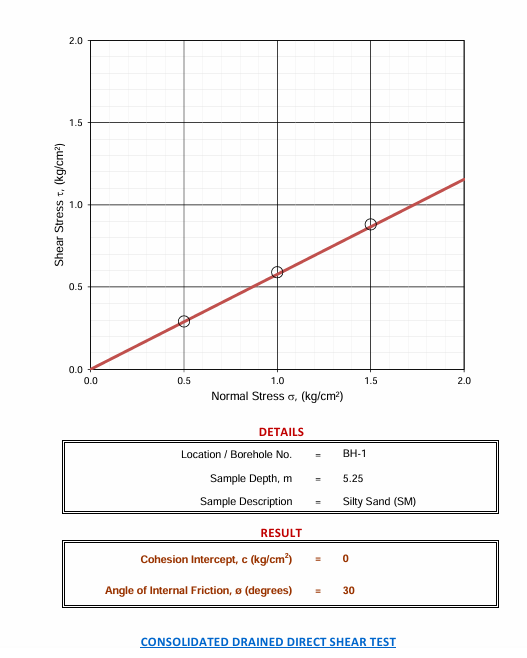 2.0
1.5
1.0
0.5
0.0
Shear Stress τ, (kg/cm²)
0.0 0.5 1.0 1.5 2.0
Normal Stress σ, (kg/cm²)
DETAILS
Location / Borehole No. = BH-1
Sample Depth, m = 5.25
Sample Description = Silty Sand (SM)
RESULT
Cohesion Intercept, c (kg/cm²) = 0
Angle of Internal Friction, ø (degrees) = 30
CONSOLIDATED DRAINED DIRECT SHEAR TEST